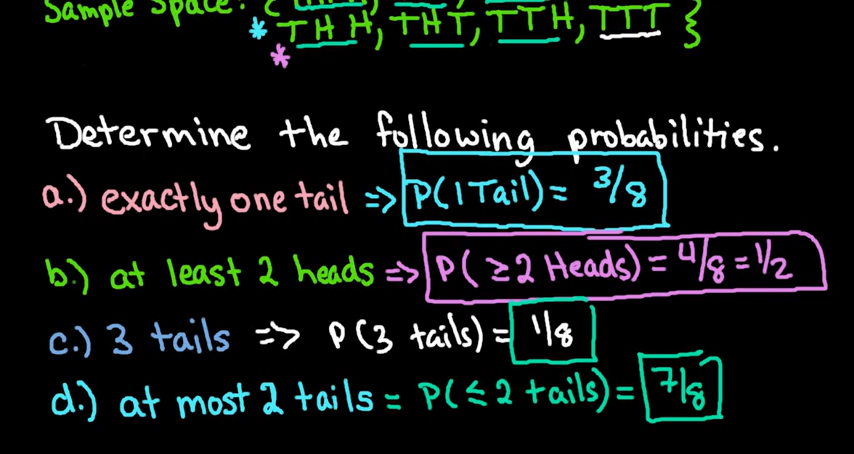 Sample Space: {
* THH, THT, TTH, TTT }
*
Determine the following probabilities.
a.) exactly one tail => P(1 Tail) = 3/8
b.) at least 2 heads => P( ≥ 2 Heads) = 4/8 = 1/2
c.) 3 tails => P(3 tails) = 1/8
d.) at most 2 tails = P( ≤ 2 tails) = 7/8